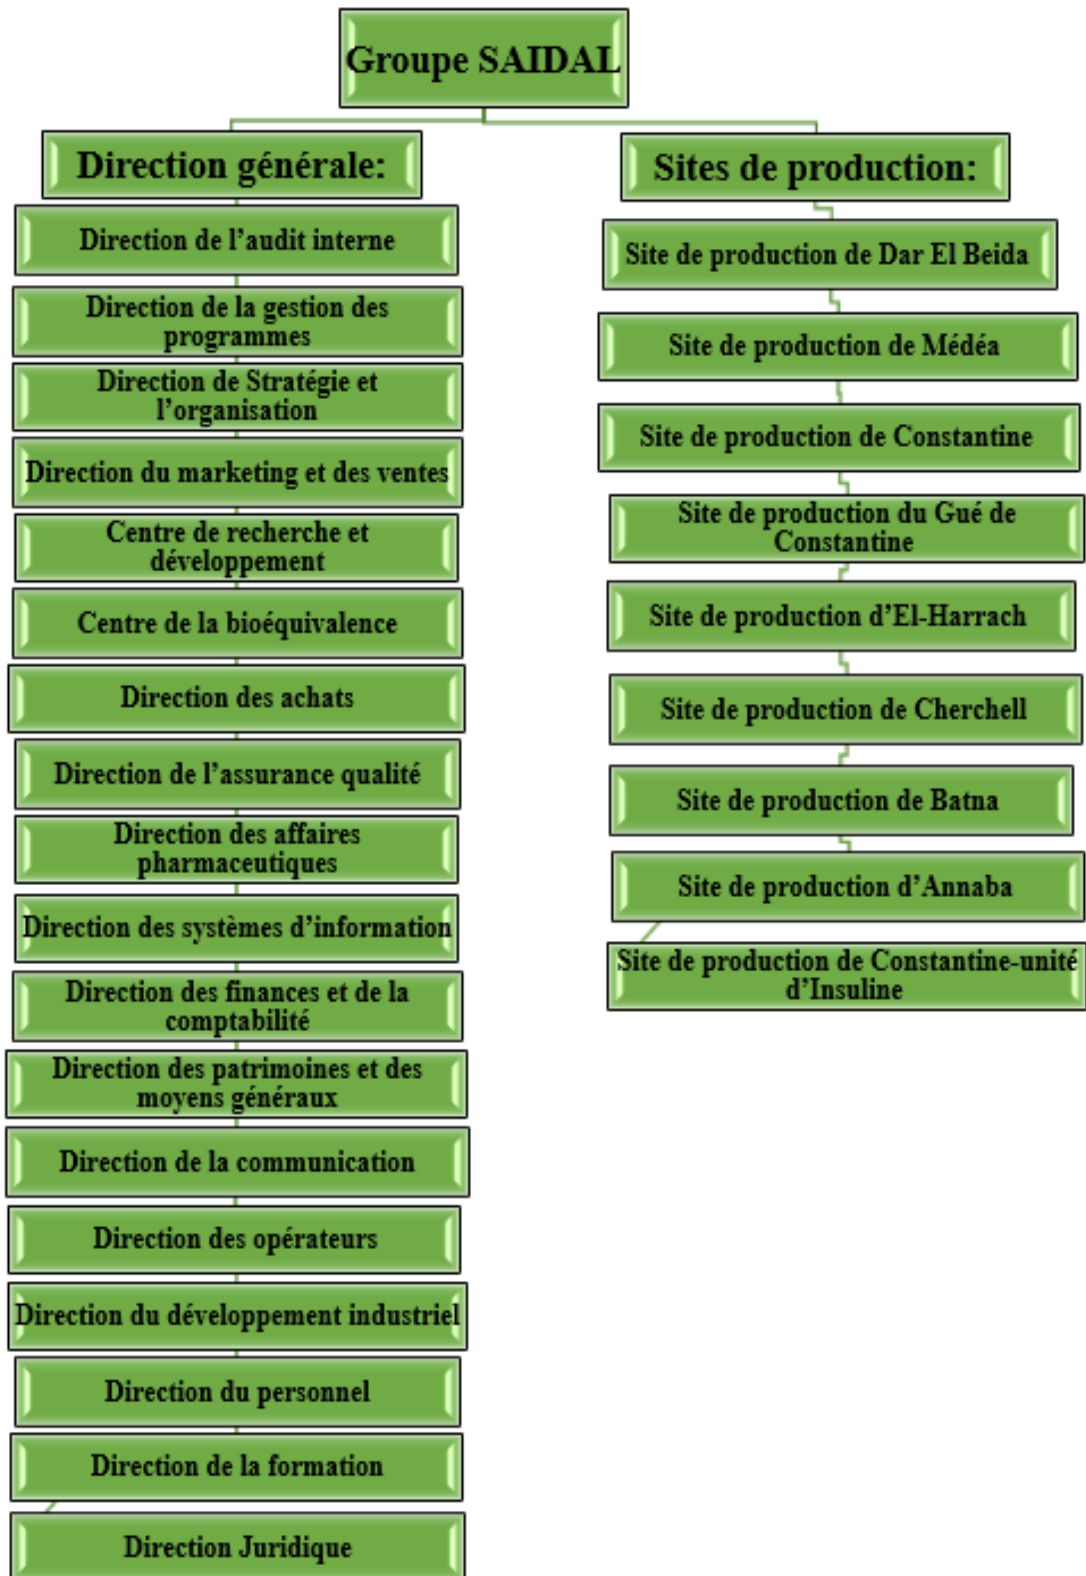 Groupe SAIDAL
Direction générale:
Direction de l’audit interne
Direction de la gestion des
programmes
Direction de Stratégie et
l’organisation
Direction du marketing et des ventes
Centre de recherche et
développement
Centre de la bioéquivalence
Direction des achats
Direction de l’assurance qualité
Direction des affaires
pharmaceutiques
Direction des systèmes d’information
Direction des finances et de la
comptabilité
Direction des patrimoines et des
moyens généraux
Direction de la communication
Direction des opérateurs
Direction du développement industriel
Direction du personnel
Direction de la formation
Direction Juridique
Sites de production:
Site de production de Dar El Beida
Site de production de Médéa
Site de production de Constantine
Site de production du Gué de
Constantine
Site de production d’El-Harrach
Site de production de Cherchell
Site de production de Batna
Site de production d’Annaba
Site de production de Constantine-unité
d’Insuline